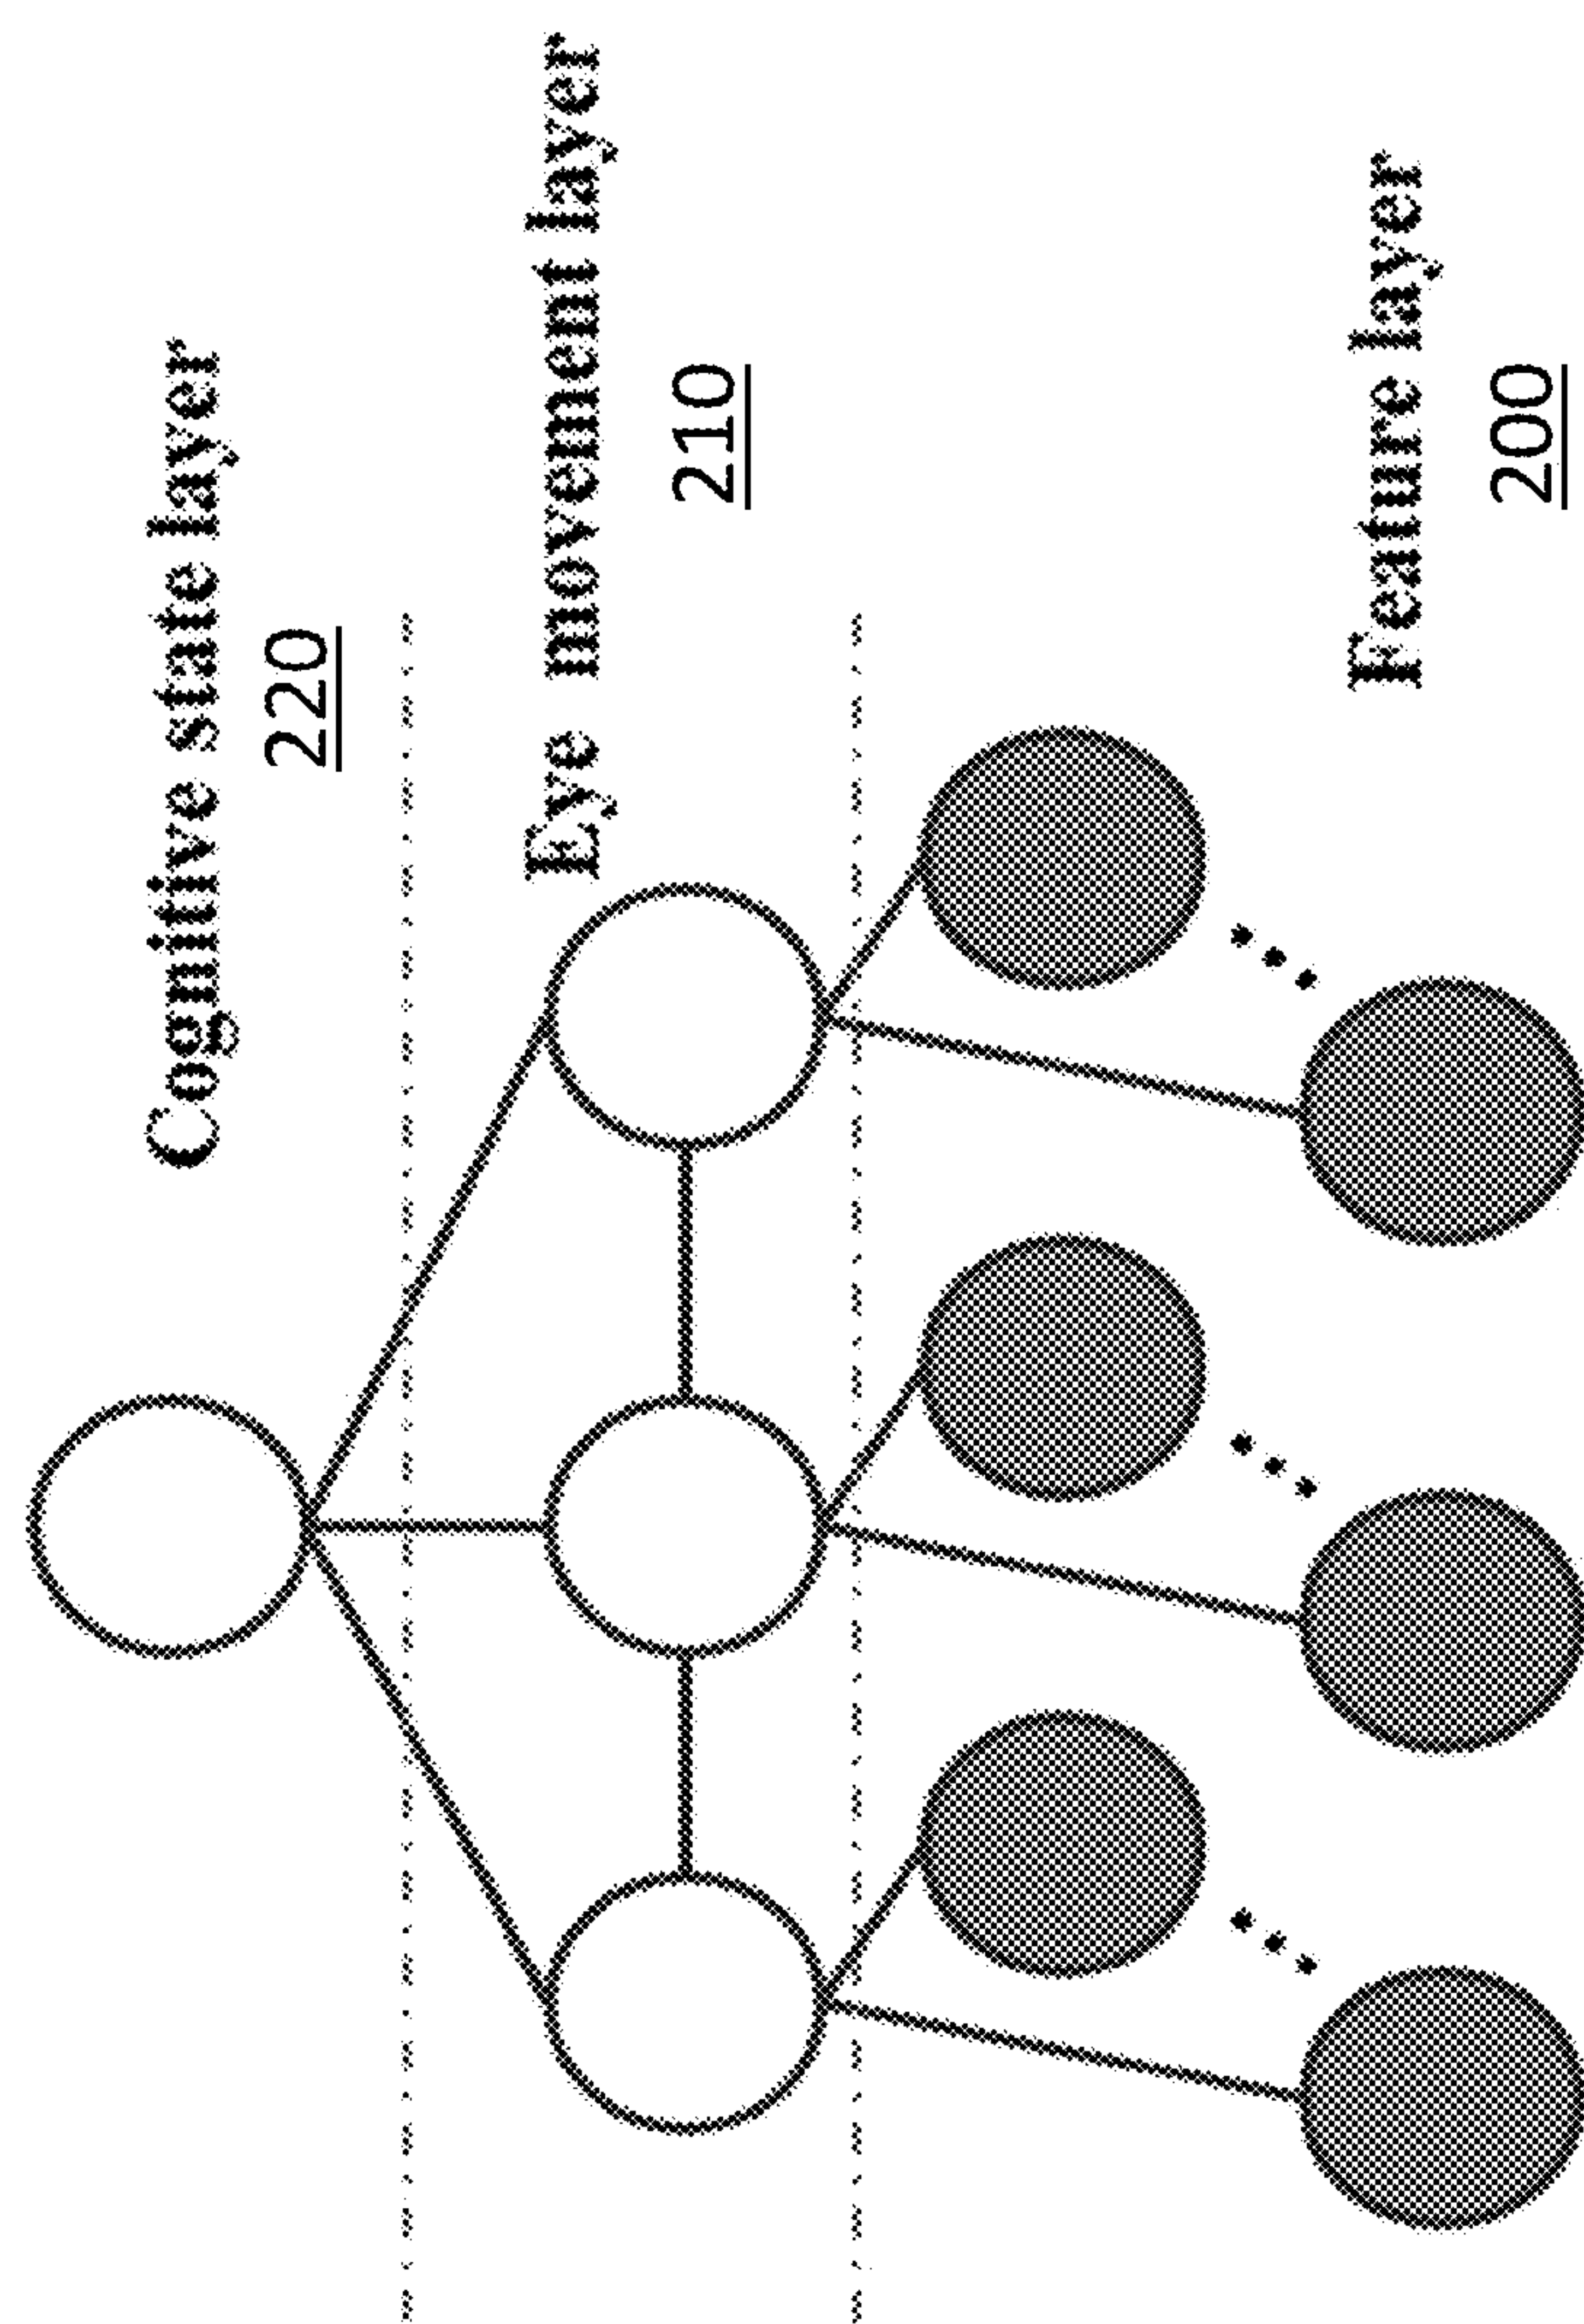 Cognitive state layer
220
Eye movement layer
210
Feature layer
200